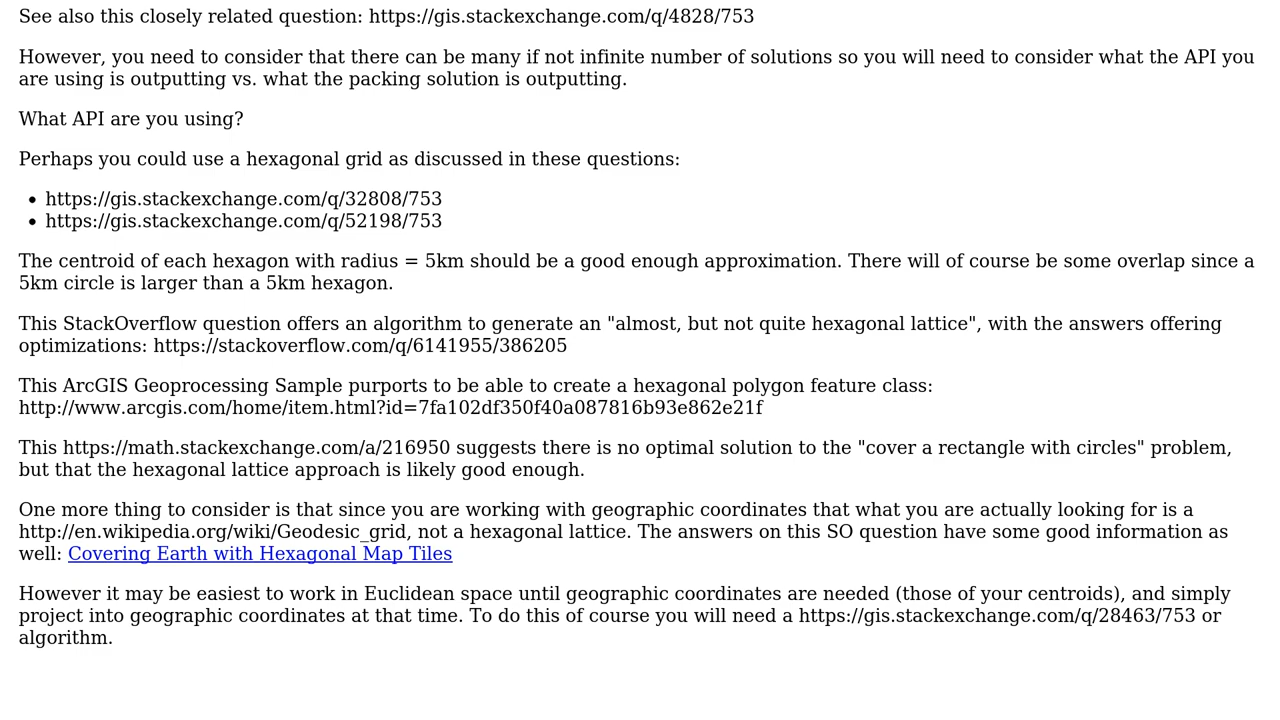 See also this closely related question: https://gis.stackexchange.com/q/4828/753
However, you need to consider that there can be many if not infinite number of solutions so you will need to consider what the API you
are using is outputting vs. what the packing solution is outputting.
What API are you using?
Perhaps you could use a hexagonal grid as discussed in these questions:
• https://gis.stackexchange.com/q/32808/753
• https://gis.stackexchange.com/q/52198/753
The centroid of each hexagon with radius = 5km should be a good enough approximation. There will of course be some overlap since a
5km circle is larger than a 5km hexagon.
This StackOverflow question offers an algorithm to generate an "almost, but not quite hexagonal lattice", with the answers offering
optimizations: https://stackoverflow.com/q/6141955/386205
This ArcGIS Geoprocessing Sample purports to be able to create a hexagonal polygon feature class:
http://www.arcgis.com/home/item.html?id=7fa102df350f40a087816b93e862e21f
This https://math.stackexchange.com/a/216950 suggests there is no optimal solution to the "cover a rectangle with circles" problem,
but that the hexagonal lattice approach is likely good enough.
One more thing to consider is that since you are working with geographic coordinates that what you are actually looking for is a
http://en.wikipedia.org/wiki/Geodesic_grid, not a hexagonal lattice. The answers on this SO question have some good information as
well: Covering Earth with Hexagonal Map Tiles
However it may be easiest to work in Euclidean space until geographic coordinates are needed (those of your centroids), and simply
project into geographic coordinates at that time. To do this of course you will need a https://gis.stackexchange.com/q/28463/753 or
algorithm.